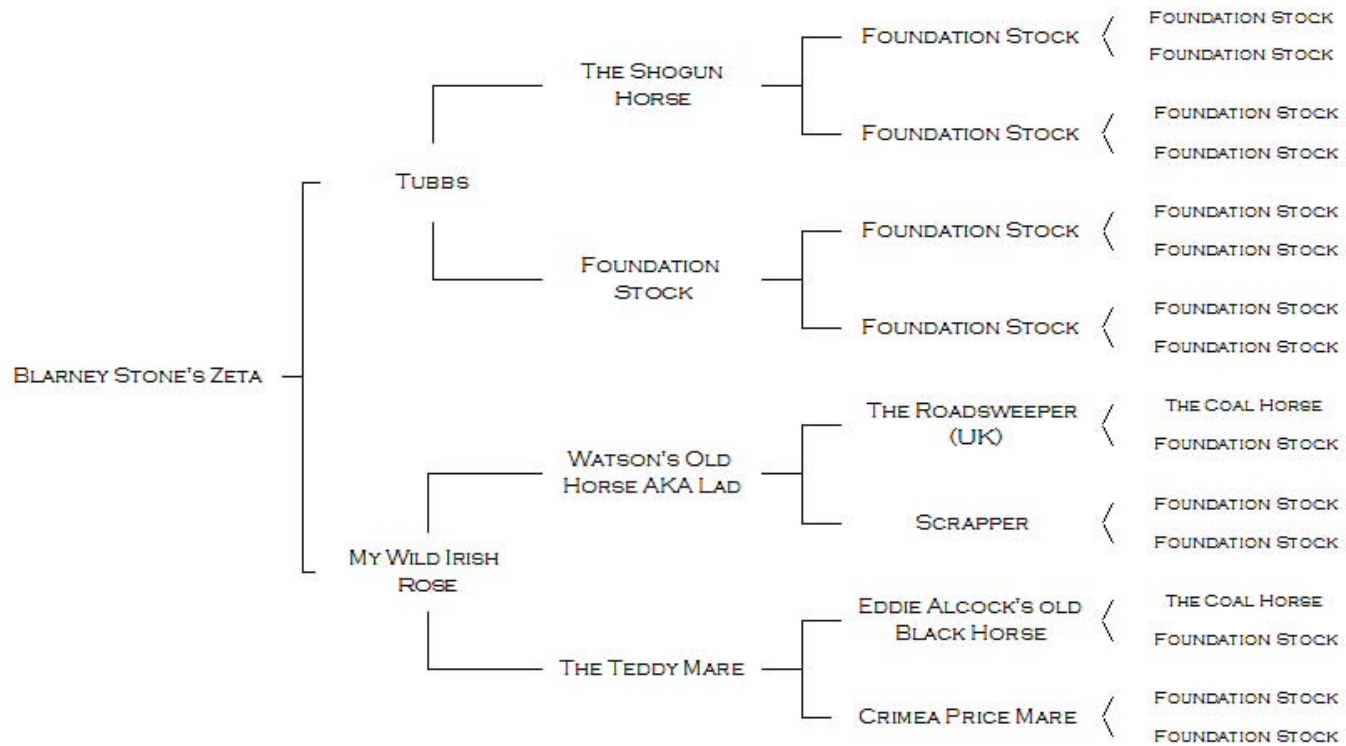 Foundation Stock
Foundation Stock
Foundation Stock
The Shogun
Horse
Foundation Stock
Foundation Stock
Foundation Stock
Tubbs
Foundation Stock
Foundation Stock
Foundation Stock
Foundation
Stock
Foundation Stock
Foundation Stock
Foundation Stock
Blarney Stone's Zeta
The Roadsweeper
(UK)
The Coal Horse
Foundation Stock
Watson's Old
Horse AKA Lad
Scrapper
Foundation Stock
Foundation Stock
My Wild Irish
Rose
Eddie Alcock's old
Black Horse
The Coal Horse
Foundation Stock
The Teddy Mare
Crimea Price Mare
Foundation Stock
Foundation Stock